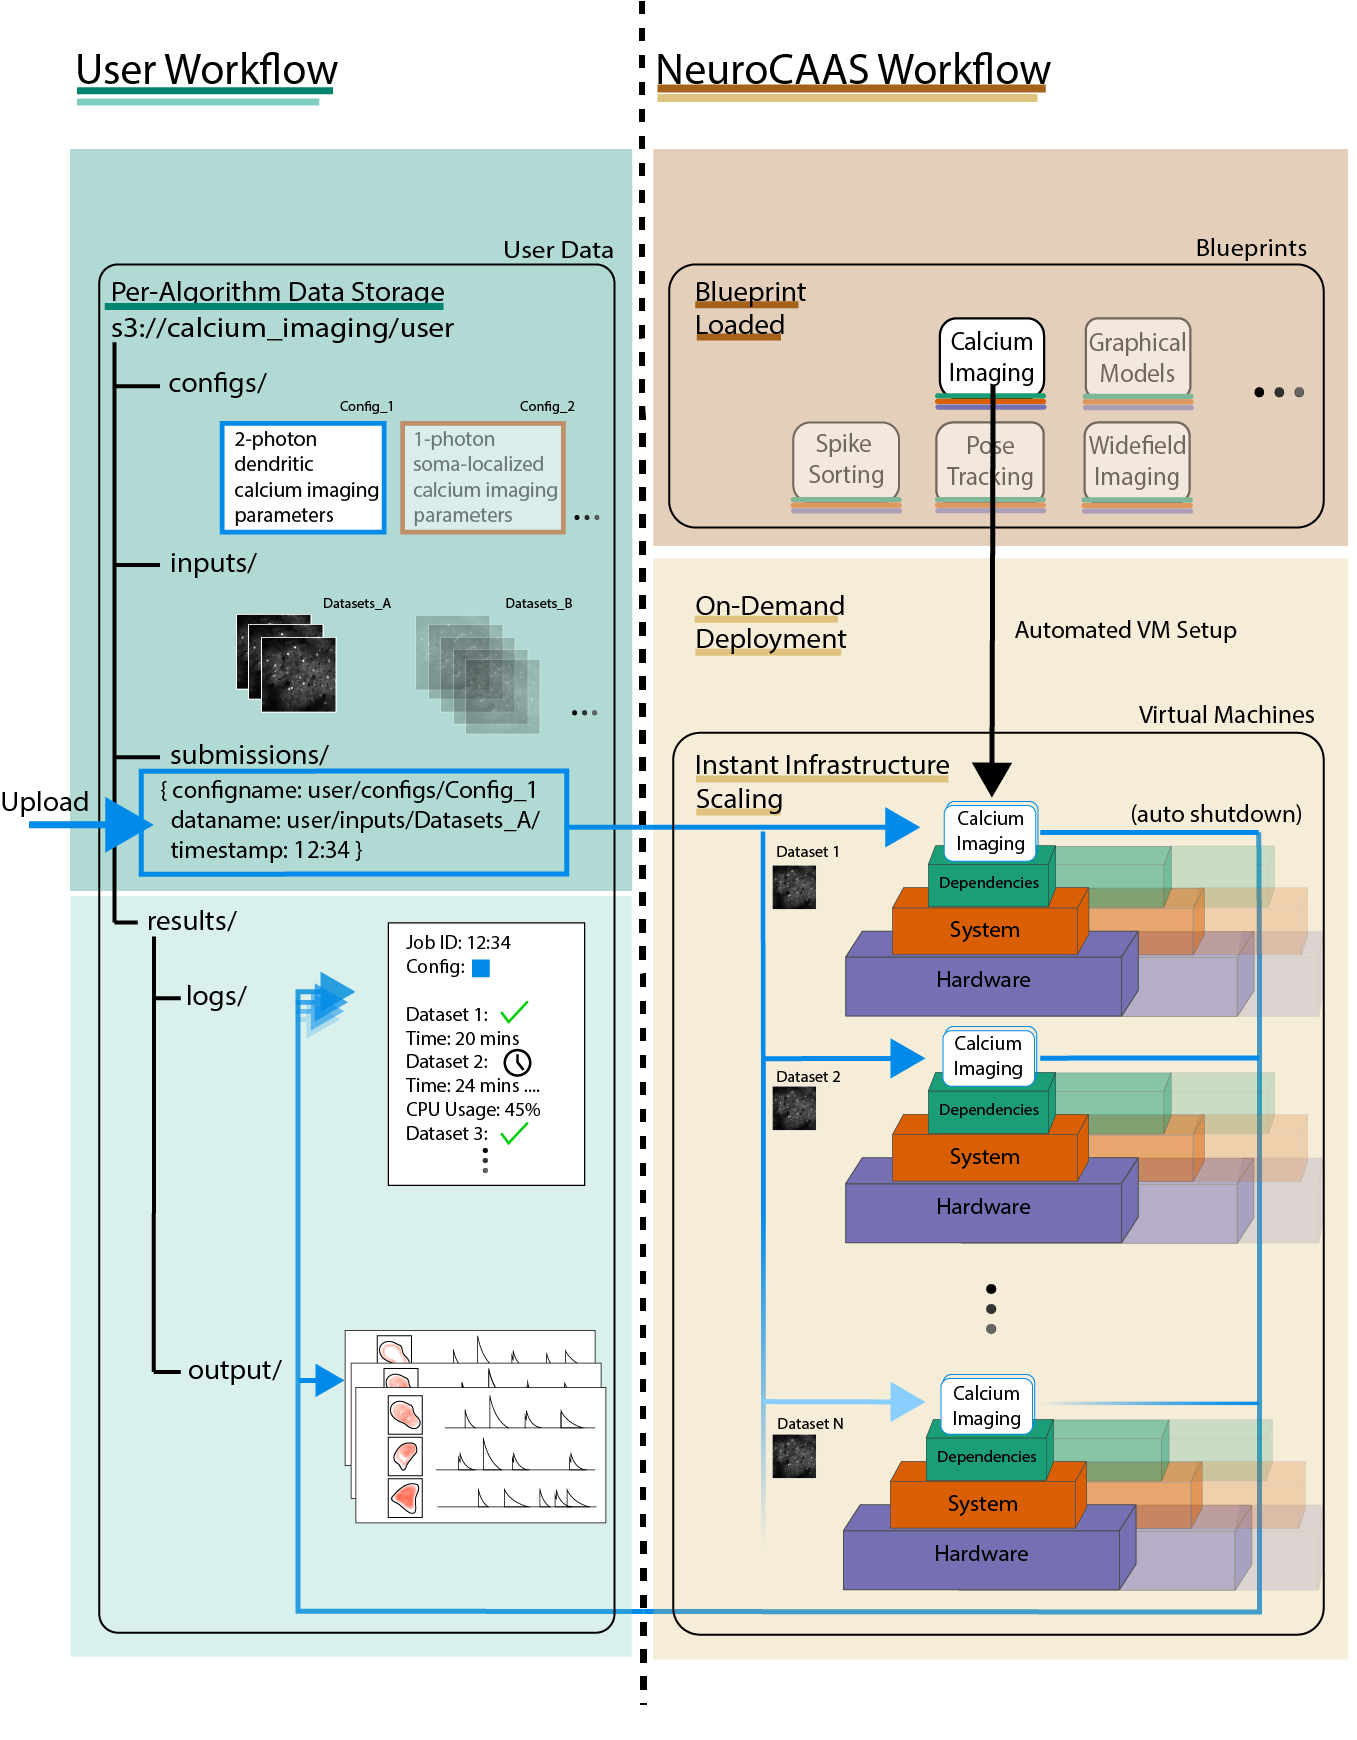 User Workflow
User Data
Per-Algorithm Data Storage
s3://calcium_imaging/user
configs/
Config_1
Config_2
2-photon
dendritic
calcium imaging
parameters
1-photon
soma-localized
calcium imaging
parameters
inputs/
Datasets_A
Datasets_B
submissions/
Upload
{ configname: user/configs/Config_1
dataname: user/inputs/Datasets_A/
timestamp: 12:34 }
results/
logs/
Job ID: 12:34
Config:
Dataset 1:
Time: 20 mins
Dataset 2:
Time: 24 mins ....
CPU Usage: 45%
Dataset 3:
output/
NeuroCAAS Workflow
Blueprints
Blueprint
Loaded
Calcium
Imaging
Graphical
Models
Spike
Sorting
Pose
Tracking
Widefield
Imaging
On-Demand
Deployment
Automated VM Setup
Virtual Machines
Instant Infrastructure
Scaling
(auto shutdown)
Dataset 1
Calcium
Imaging
Dependencies
System
Hardware
Dataset 2
Calcium
Imaging
Dependencies
System
Hardware
Dataset N
Calcium
Imaging
Dependencies
System
Hardware